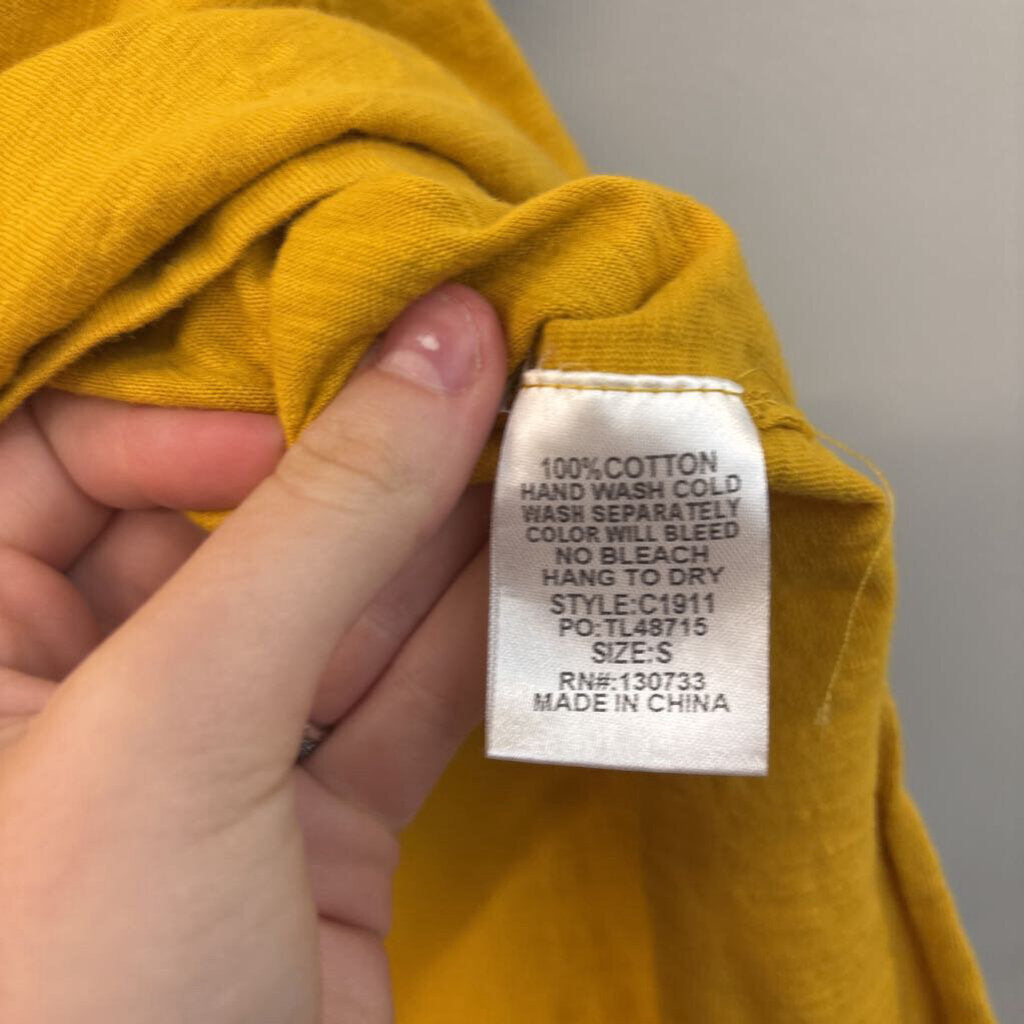 100%COTTON
HAND WASH COLD
WASH SEPARATELY
COLOR WILL BLEED
NO BLEACH
HANG TO DRY
STYLE:C1911
PO:TL48715
SIZE:S
RN#:130733
MADE IN CHINA